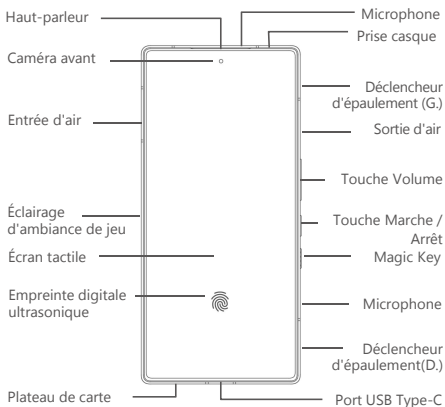 Haut-parleur
Caméra avant
Entrée d'air
Éclairage
d'ambiance de jeu
Écran tactile
Empreinte digitale
ultrasonique
Plateau de carte
Microphone
Prise casque
Déclencheur
d'épaulement (G.)
Sortie d'air
Touche Volume
Touche Marche /
Arrêt
Magic Key
Microphone
Déclencheur
d'épaulement(D.)
Port USB Type-C